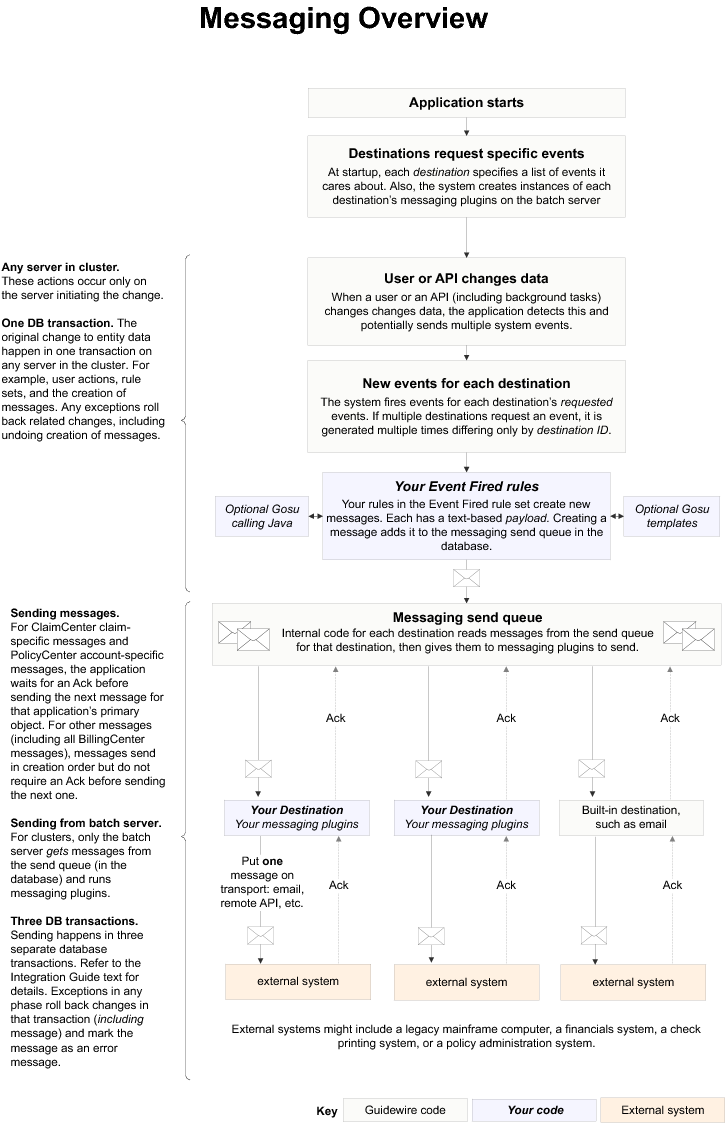 Messaging Overview
Application starts
Destinations request specific events
At startup, each destination specifies a list of events it
cares about. Also, the system creates instances of each
destination's messaging plugins on the batch server
Any server in cluster.
These actions occur only on
the server initiating the change.
One DB transaction. The
original change to entity data
happen in one transaction on
any server in the cluster. For
example, user actions, rule
sets, and the creation of
messages. Any exceptions roll
back related changes, including
undoing creation of messages.
User or API changes data
When a user or an API (including background tasks)
changes changes data, the application detects this and
potentially sends multiple system events.
New events for each destination
The system fires events for each destination's requested
events. If multiple destinations request an event, it is
generated multiple times differing only by destination ID.
Your Event Fired rules
Your rules in the Event Fired rule set create new
messages. Each has a text-based payload. Creating a
message adds it to the messaging send queue in the
database.
Optional Gosu
calling Java
Optional Gosu
templates
Sending messages.
For ClaimCenter claim-
specific messages and
PolicyCenter account-specific
messages, the application
waits for an Ack before
sending the next message for
that application's primary
object. For other messages
(including all BillingCenter
messages), messages send
in creation order but do not
require an Ack before sending
the next one.
Sending from batch server.
For clusters, only the batch
server gets messages from
the send queue (in the
database) and runs
messaging plugins.
Three DB transactions.
Sending happens in three
separate database
transactions. Refer to the
Integration Guide text for
details. Exceptions in any
phase roll back changes in
that transaction (including
message) and mark the
message as an error
message.
Messaging send queue
Internal code for each destination reads messages from the send queue
for that destination, then gives them to messaging plugins to send.
Ack
Ack
Ack
Your Destination
Your messaging plugins
Your Destination
Your messaging plugins
Built-in destination,
such as email
Put one
message on
transport: email,
remote API, etc.
Ack
Ack
Ack
external system
external system
external system
External systems might include a legacy mainframe computer, a financials system, a check
printing system, or a policy administration system.
Key
Guidewire code
Your code
External system